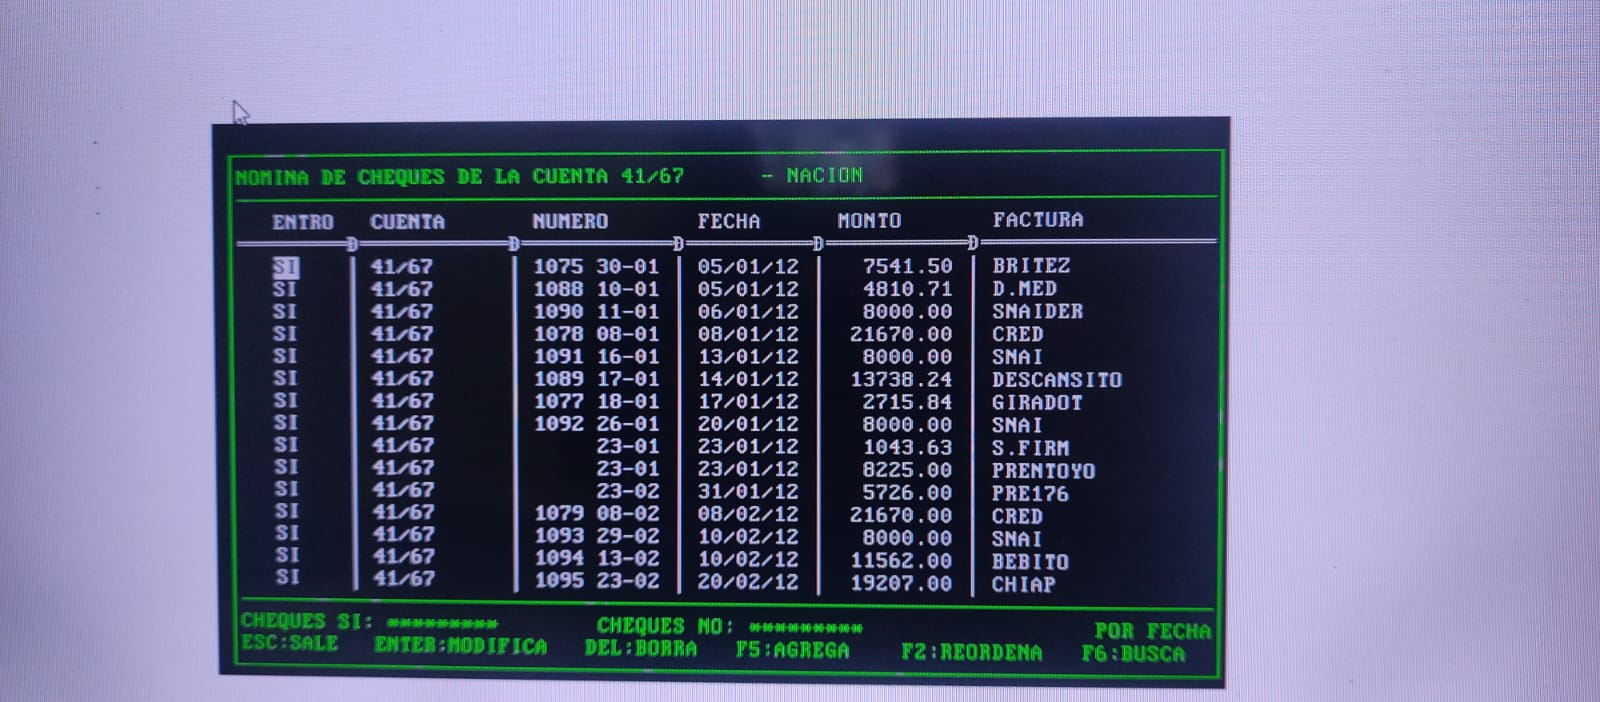 NOMINA DE CHEQUES DE LA CUENTA 41/67 - NACION
ENTRO CUENTA NUMERO FECHA MONTO FACTURA
SI 41/67 1075 30-01 05/01/12 7541.50 BRITEZ
SI 41/67 1088 10-01 05/01/12 4810.71 D.MED
SI 41/67 1090 11-01 06/01/12 8000.00 SNAIDER
SI 41/67 1078 08-01 08/01/12 21670.00 CRED
SI 41/67 1091 16-01 13/01/12 8000.00 SNAI
SI 41/67 1089 17-01 14/01/12 13738.24 DESCANSITO
SI 41/67 1077 18-01 17/01/12 2715.84 GIRADOT
SI 41/67 1092 26-01 20/01/12 8000.00 SNAI
SI 41/67 23-01 23/01/12 1043.63 S.FIRM
SI 41/67 23-01 23/01/12 8225.00 PRENTOYO
SI 41/67 23-02 31/01/12 5726.00 PRE176
SI 41/67 1079 08-02 08/02/12 21670.00 CRED
SI 41/67 1093 29-02 10/02/12 8000.00 SNAI
SI 41/67 1094 13-02 10/02/12 11562.00 BEBITO
SI 41/67 1095 23-02 20/02/12 19207.00 CHIAP
CHEQUES SI: ********* CHEQUES NO: ********* POR FECHA
ESC:SALE ENTER:MODIFICA DEL:BORRA F5:AGREGA F2:REORDENA F6:BUSCA